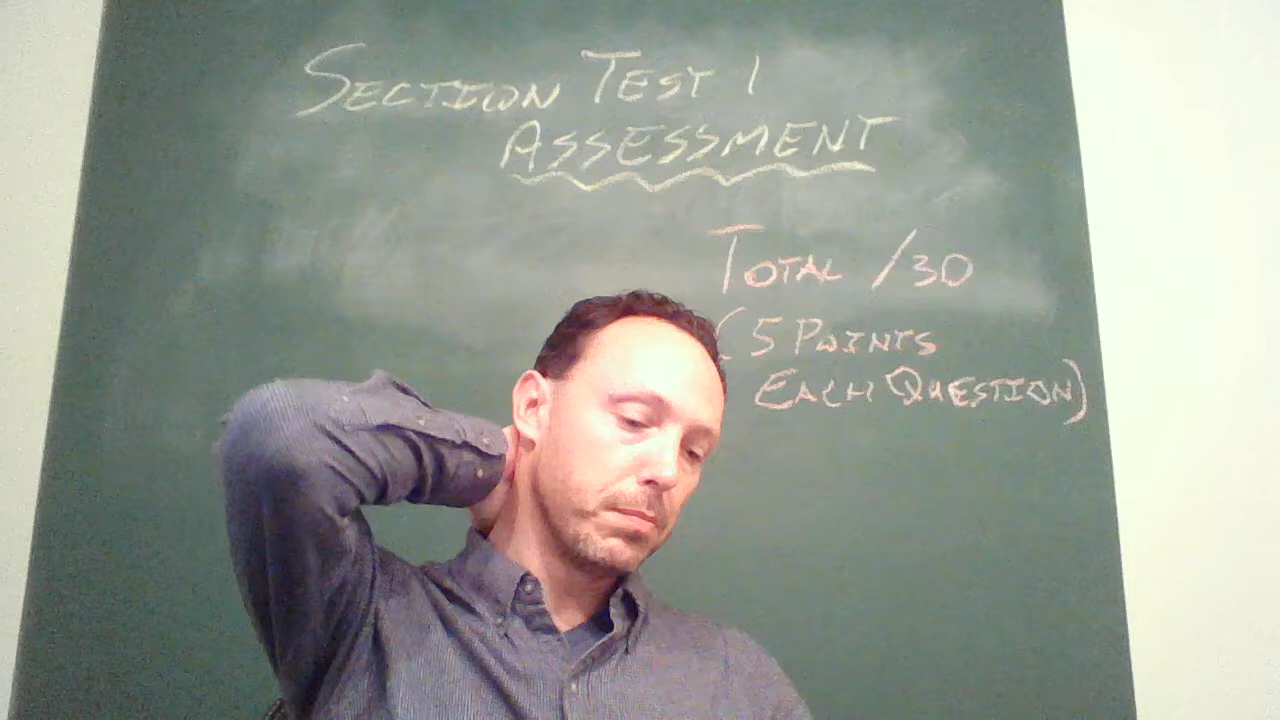 SECTION TEST 1
ASSESSMENT
TOTAL /30
(5 POINTS
EACH QUESTION)